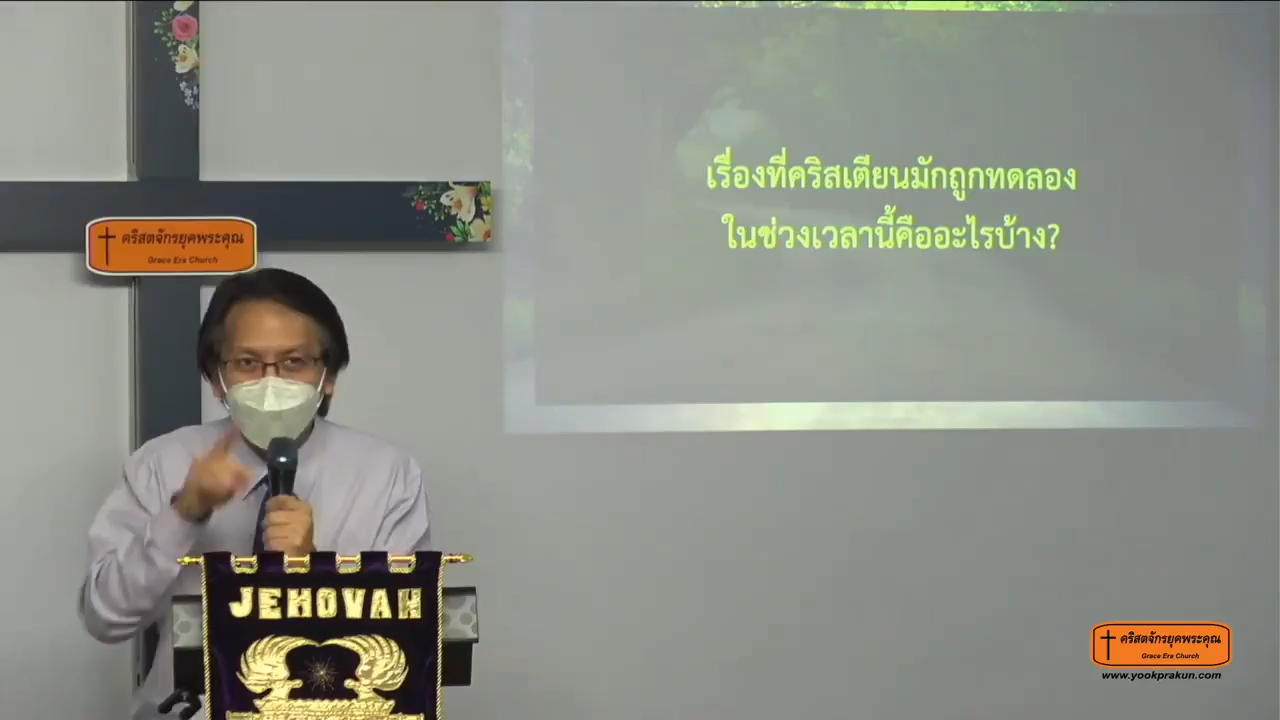 เรื่องที่คริสเตียนมักถูกทดลอง
ในช่วงเวลานี้คืออะไรบ้าง?
คริสตจักรยุคพระคุณ
Grace Era Church
JEHOVAH
คริสตจักรยุคพระคุณ
Grace Era Church
www.yookprakun.com